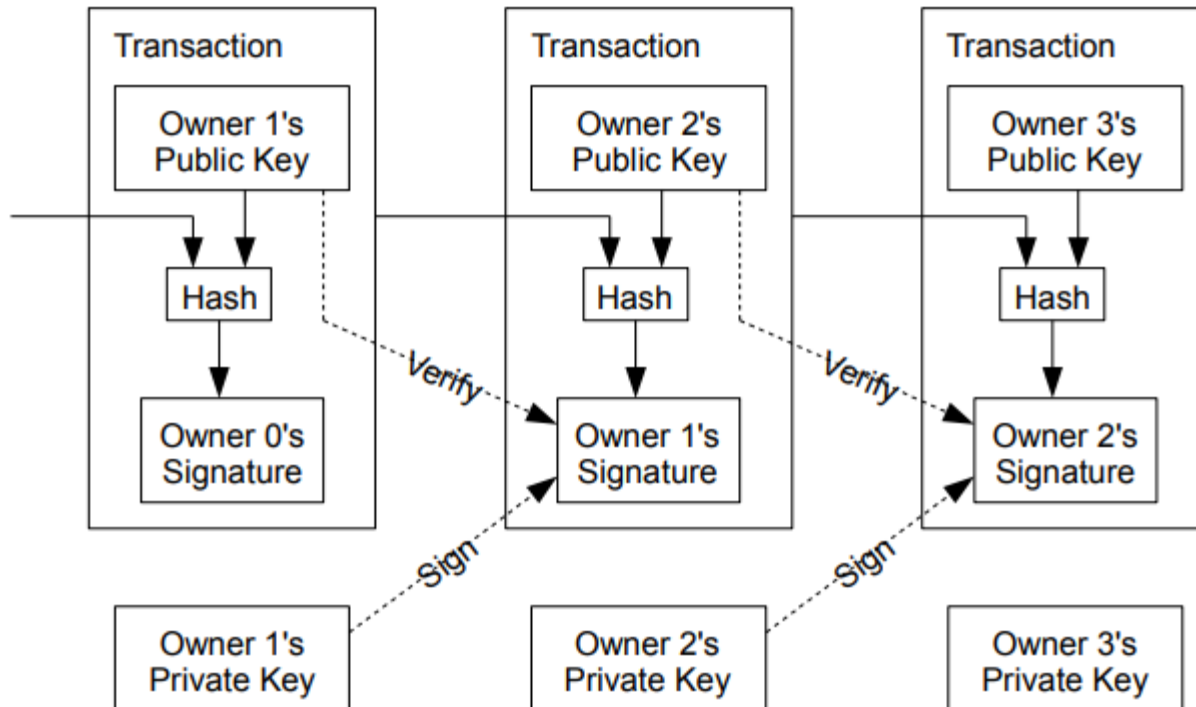 Transaction
Transaction
Transaction
Owner 1's
Public Key
Owner 2's
Public Key
Owner 3's
Public Key
Hash
Hash
Hash
Verify
Verify
Owner 0's
Signature
Owner 1's
Signature
Owner 2's
Signature
Sign
Sign
Owner 1's
Private Key
Owner 2's
Private Key
Owner 3's
Private Key